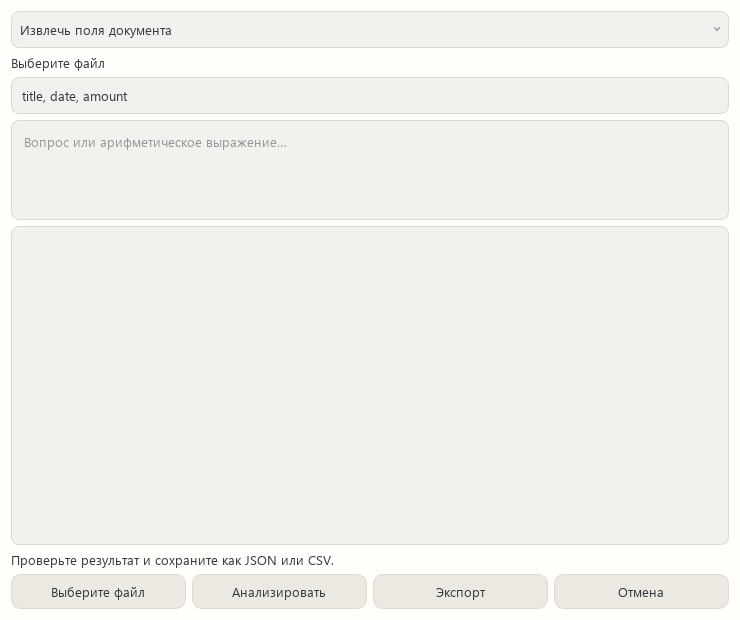 Извлечь поля документа
Выберите файл
title, date, amount
Вопрос или арифметическое выражение...
Проверьте результат и сохраните как JSON или CSV.
Выберите файл Анализировать Экспорт Отмена